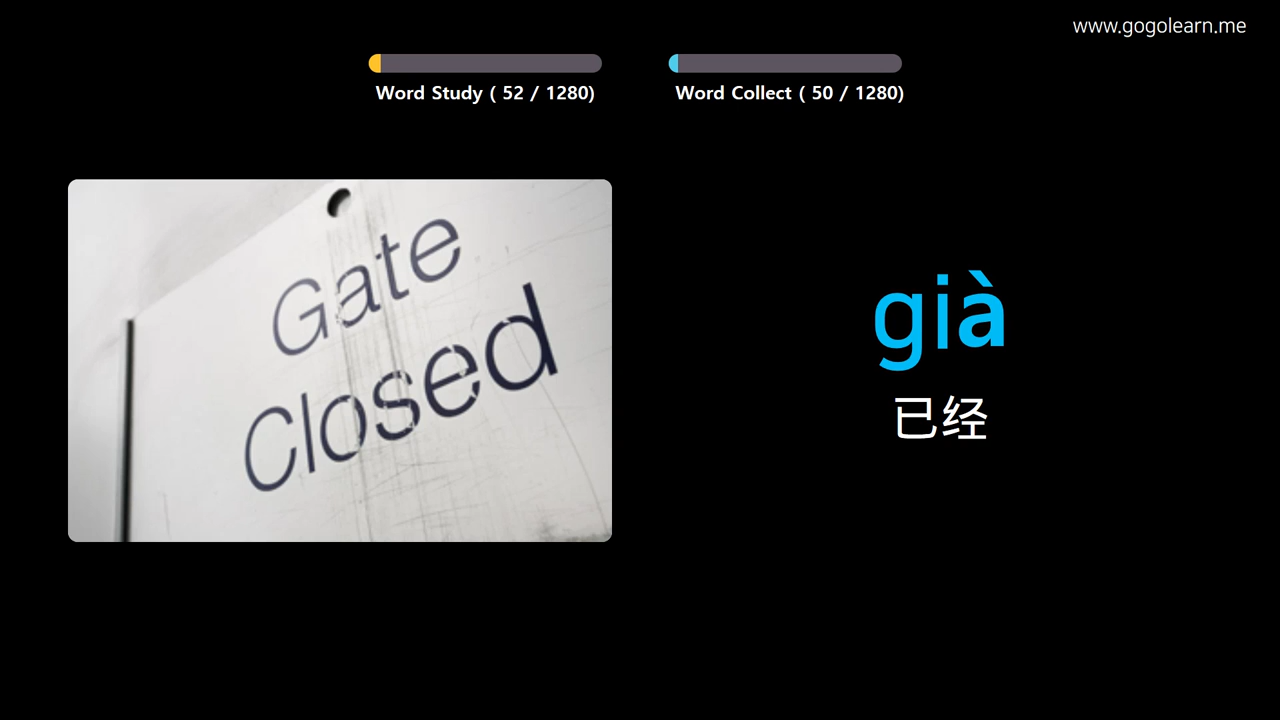 www.gogolearn.me
Word Study ( 52 / 1280)
Word Collect ( 50 / 1280)
Gate
Closed
già
已经